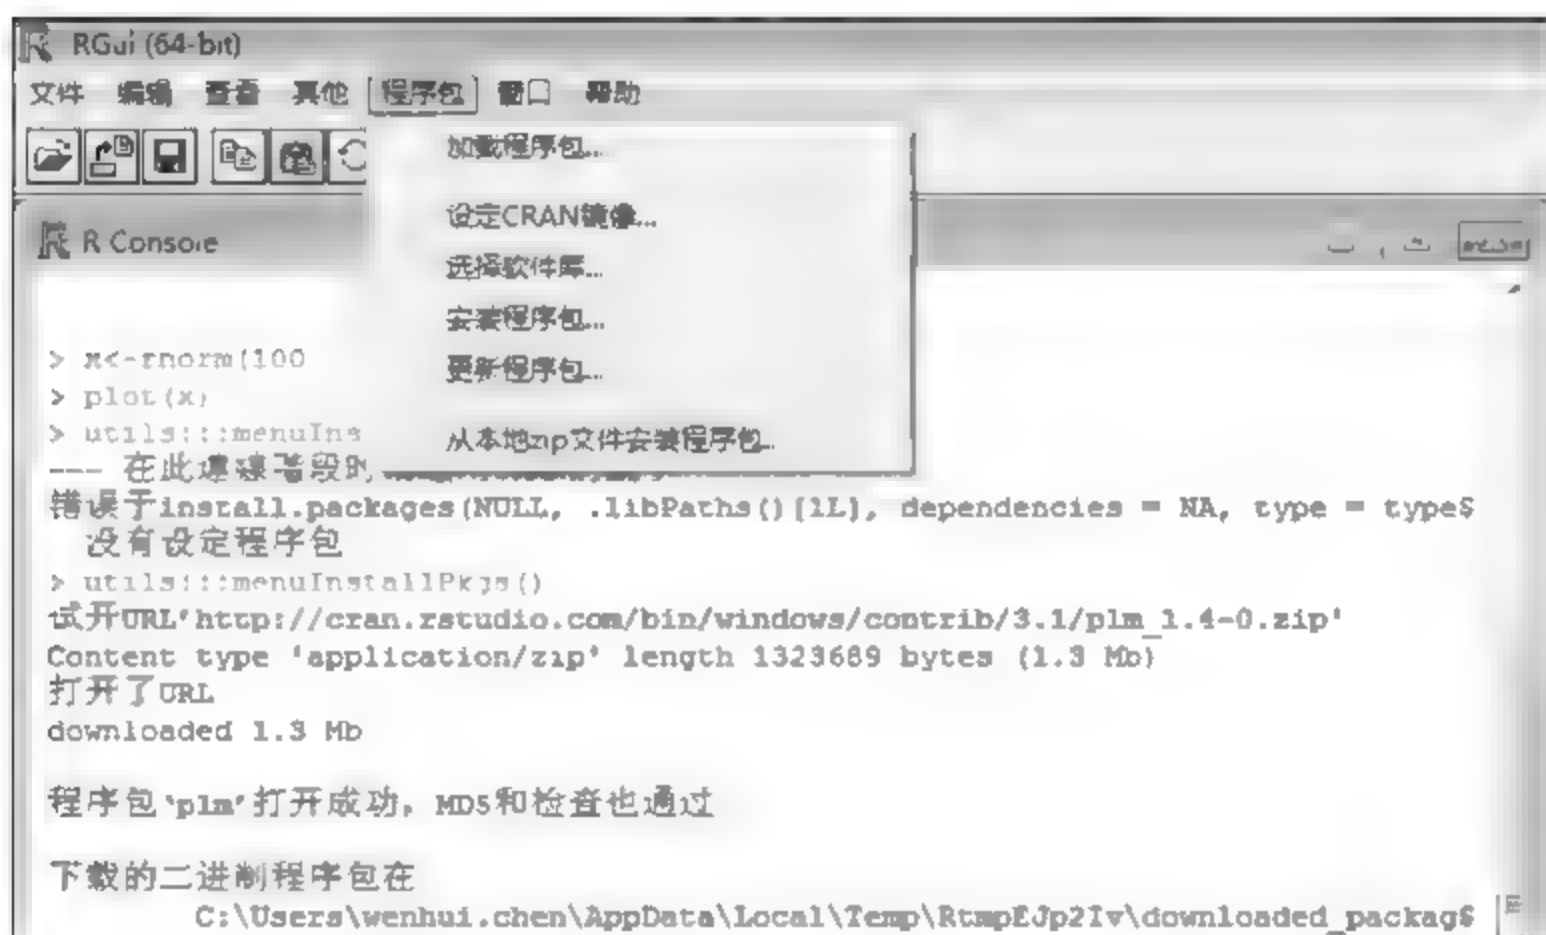 RGui (64-bit)
文件 编辑 查看 其他 程序包 窗口 帮助
加载程序包...
设定CRAN镜像...
选择软件库...
安装程序包...
更新程序包...
从本地zip文件安装程序包...
R Console
> x<-rnorm(100
> plot(x)
> utils:::menuIns
--- 在此连线阶段时
错误于install.packages(NULL, .libPaths()[1L], dependencies = NA, type = type$
没有设定程序包
> utils:::menuInstallPkgs()
试开URL'http://cran.rstudio.com/bin/windows/contrib/3.1/plm_1.4-0.zip'
Content type 'application/zip' length 1323689 bytes (1.3 Mb)
打开了URL
downloaded 1.3 Mb
程序包‘plm’打开成功，MD5和检查也通过
下载的二进制程序包在
C:\Users\wenhui.chen\AppData\Local\Temp\RtmpEJp2Iv\downloaded_packag$